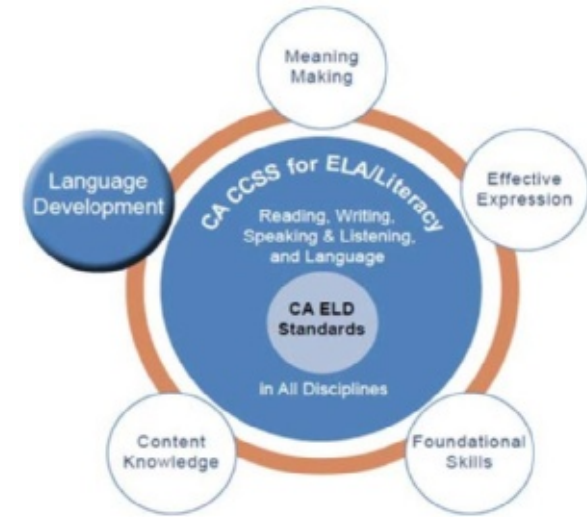 Meaning
Making
Language
Development
Effective
Expression
CA CCSS for ELA/Literacy
Reading, Writing,
Speaking & Listening,
and Language
CA ELD
Standards
in All Disciplines
Content
Knowledge
Foundational
Skills